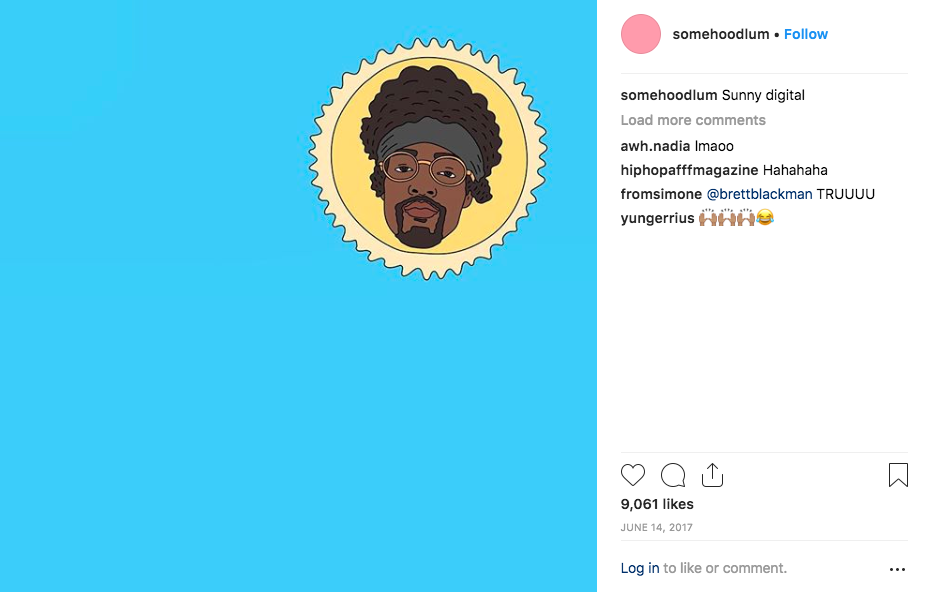 somehoodlum • Follow
somehoodlum Sunny digital
Load more comments
awh.nadia lmaoo
hiphopafffmagazine Hahahaha
fromsimone @brettblackman TRUUUU
yungerrius 🙌🏽🙌🏽🙌🏽😂
9,061 likes
JUNE 14, 2017
Log in to like or comment.